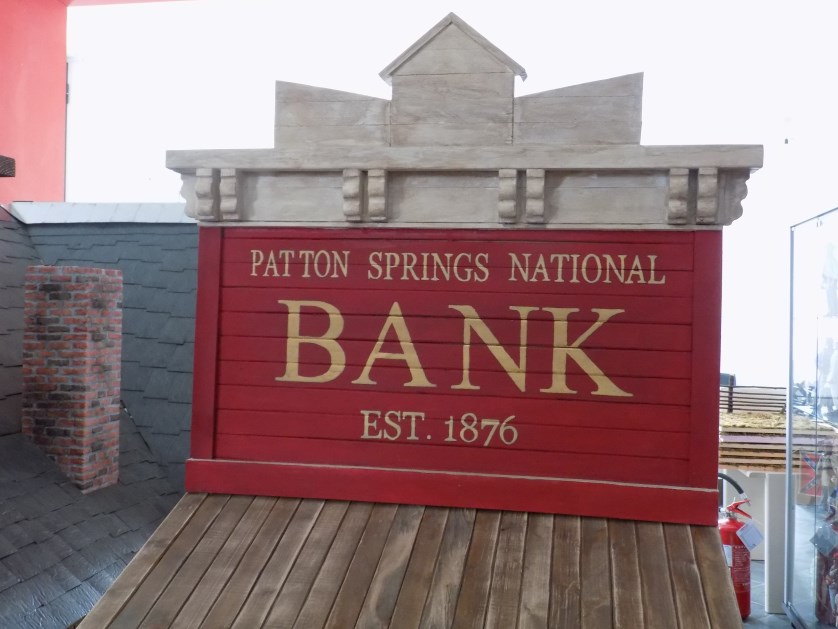 PATTON SPRINGS NATIONAL
BANK
EST. 1876